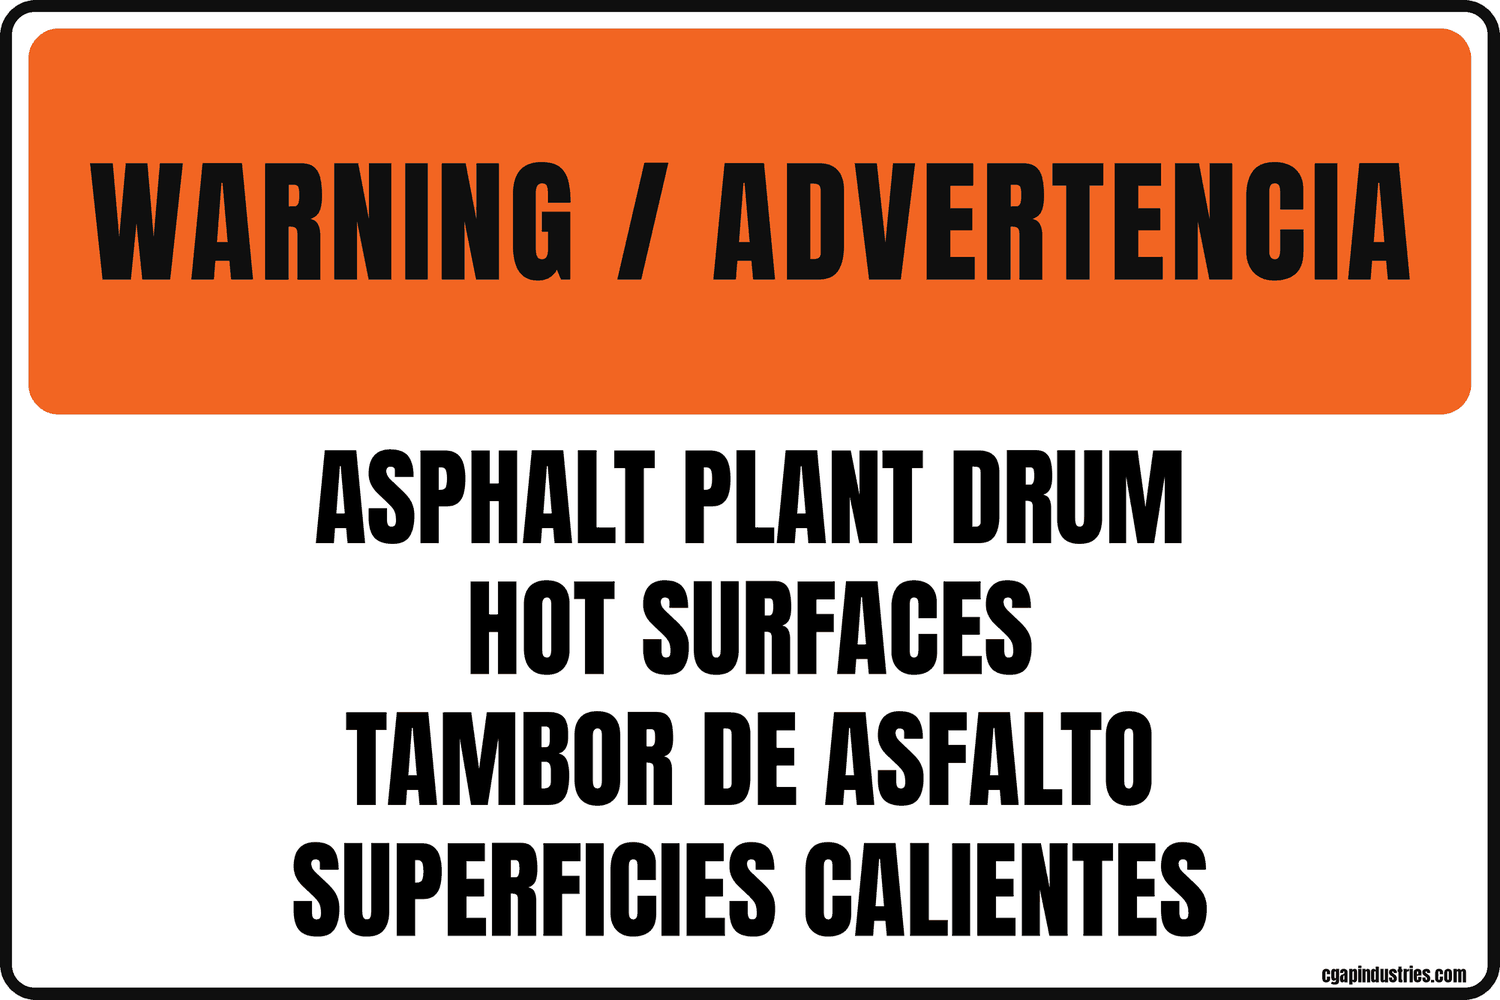 WARNING / ADVERTENCIA
ASPHALT PLANT DRUM
HOT SURFACES
TAMBOR DE ASFALTO
SUPERFICIES CALIENTES
cgapindustries.com